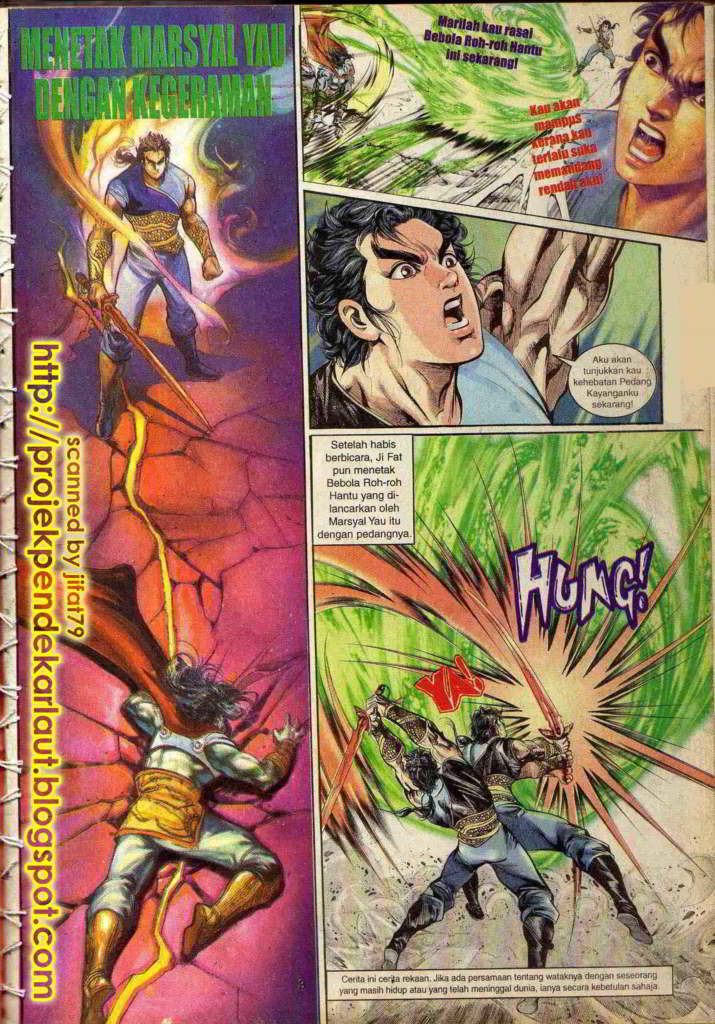 MENETAK MARSYAL YAU
DENGAN KEGERAMAN
Marilah kau rasai
Bebola Roh-roh Hantu
ini sekarang!
Kau akan
mampus
kerana kau
terlalu suka
memandang
rendah aku!
Aku akan
tunjukkan kau
kehebatan Pedang
Kayanganku
sekarang!
Setelah habis
berbicara, Ji Fat
pun menetak
Bebola Roh-roh
Hantu yang di-
lancarkan oleh
Marsyal Yau itu
dengan pedangnya.
HUNG!
YA!
Cerita ini cerita rekaan. Jika ada persamaan tentang wataknya dengan seseorang
yang masih hidup atau yang telah meninggal dunia, ianya secara kebetulan sahaja.
scanned by jifat79
http://projekpendekarlaut.blogspot.com